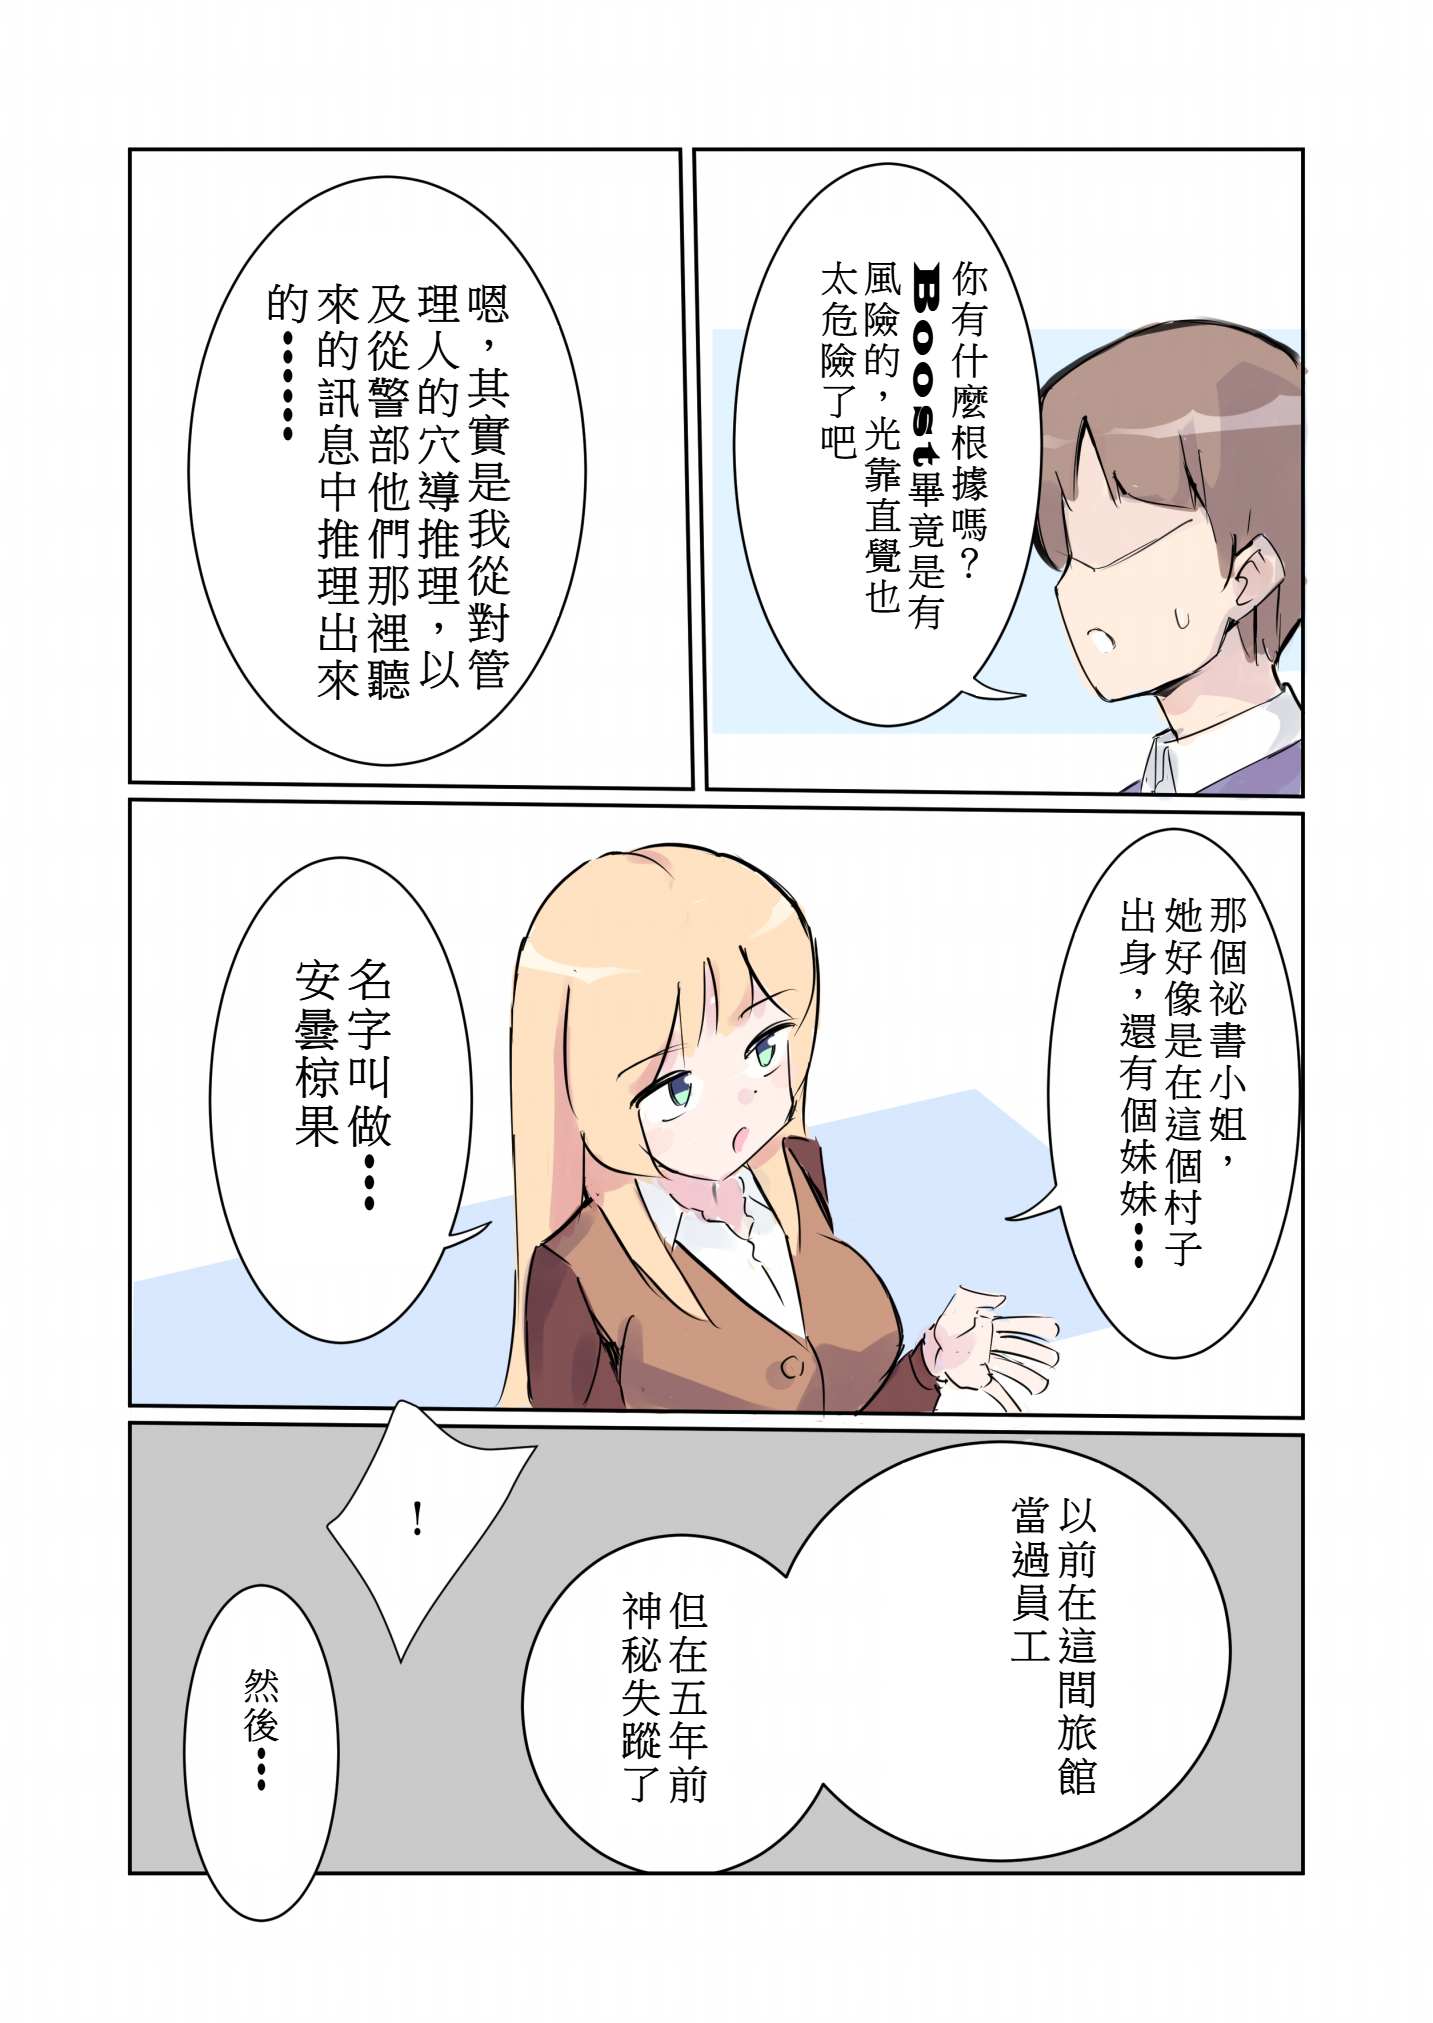 你有什麼根據嗎？
Boost畢竟是有
風險的，光靠直覺也
太危險了吧
嗯，其實是我從對管
理人的穴導推理，以
及從警部他們那裡聽
來的訊息中推理出來
的……
那個祕書小姐，
她好像是在這個村子
出身，還有個妹妹…
名字叫做…
安曇椋果
以前在這間旅館
當過員工
但在五年前
神秘失蹤了
！
然後…